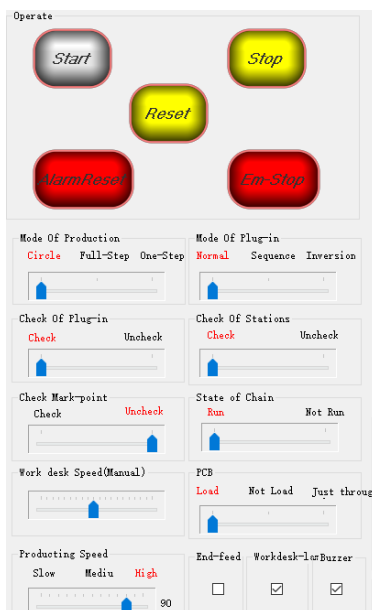 Operate
Start
Stop
Reset
AlarmReset
Em-Stop
Mode Of Production
Circle Full-Step One-Step
Mode Of Plug-in
Normal Sequence Inversion
Check Of Plug-in
Check Uncheck
Check Of Stations
Check Uncheck
Check Mark-point
Check Uncheck
State of Chain
Run Not Run
Work desk Speed(Manual)
PCB
Load Not Load Just throug
Producting Speed
Slow Mediu High
90
End-feed Workdesk-la Buzzer